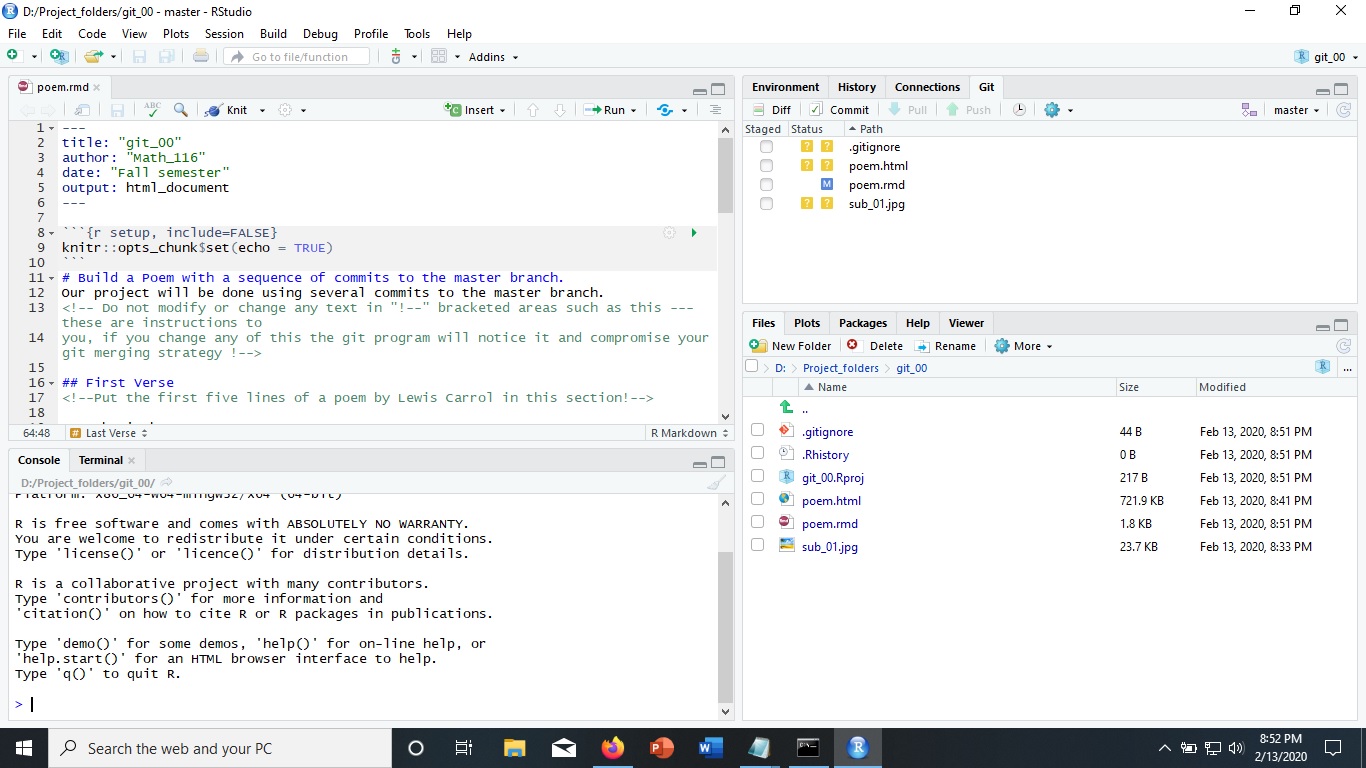 D:/Project_folders/git_00 - master - RStudio
File Edit Code View Plots Session Build Debug Profile Tools Help
Go to file/function Addins git_00
poem.rmd
ABC Knit Insert Run
1 ---
2 title: "git_00"
3 author: "Math_116"
4 date: "Fall semester"
5 output: html_document
6 ---
7
8 ```{r setup, include=FALSE}
9 knitr::opts_chunk$set(echo = TRUE)
10 ```
11 # Build a Poem with a sequence of commits to the master branch.
12 Our project will be done using several commits to the master branch.
13 <!-- Do not modify or change any text in "!--" bracketed areas such as this ---
these are instructions to
14 you, if you change any of this the git program will notice it and compromise your
git merging strategy !-->
15
16 ## First Verse
17 <!--Put the first five lines of a poem by Lewis Carrol in this section!-->
18
64:48 # Last Verse R Markdown
Console Terminal
D:/Project_folders/git_00/
Platform: x86_64-w64-mingw32/x64 (64-bit)
R is free software and comes with ABSOLUTELY NO WARRANTY.
You are welcome to redistribute it under certain conditions.
Type 'license()' or 'licence()' for distribution details.
R is a collaborative project with many contributors.
Type 'contributors()' for more information and
'citation()' on how to cite R or R packages in publications.
Type 'demo()' for some demos, 'help()' for on-line help, or
'help.start()' for an HTML browser interface to help.
Type 'q()' to quit R.
>
Environment History Connections Git
Diff Commit Pull Push master
Staged Status Path
? ? .gitignore
? ? poem.html
M poem.rmd
? ? sub_01.jpg
Files Plots Packages Help Viewer
New Folder Delete Rename More
D: Project_folders git_00 ...
Name Size Modified
..
.gitignore 44 B Feb 13, 2020, 8:51 PM
.Rhistory 0 B Feb 13, 2020, 8:51 PM
git_00.Rproj 217 B Feb 13, 2020, 8:51 PM
poem.html 721.9 KB Feb 13, 2020, 8:41 PM
poem.rmd 1.8 KB Feb 13, 2020, 8:51 PM
sub_01.jpg 23.7 KB Feb 13, 2020, 8:33 PM
Search the web and your PC
8:52 PM
2/13/2020